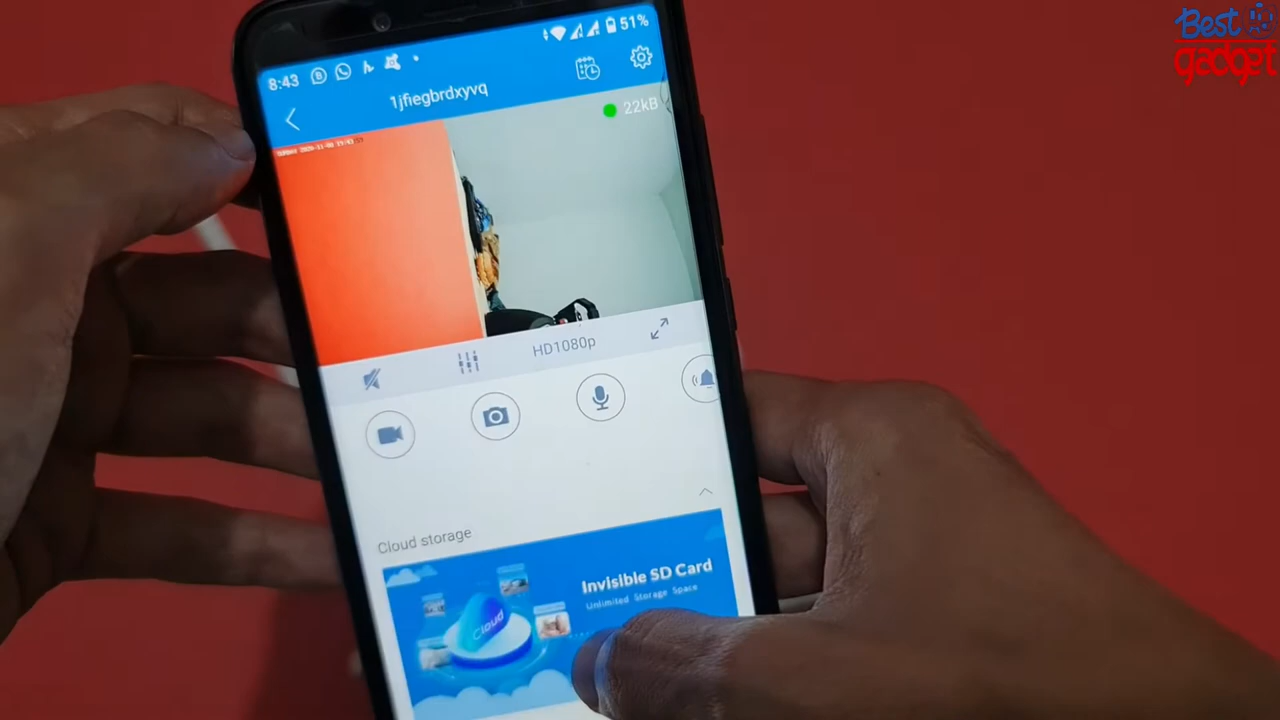 Best
gadget
8:43
51%
1jfiegbrdxyvq
22kB
HD1080p
Cloud storage
Invisible SD Card
Unlimited Storage Space
Cloud